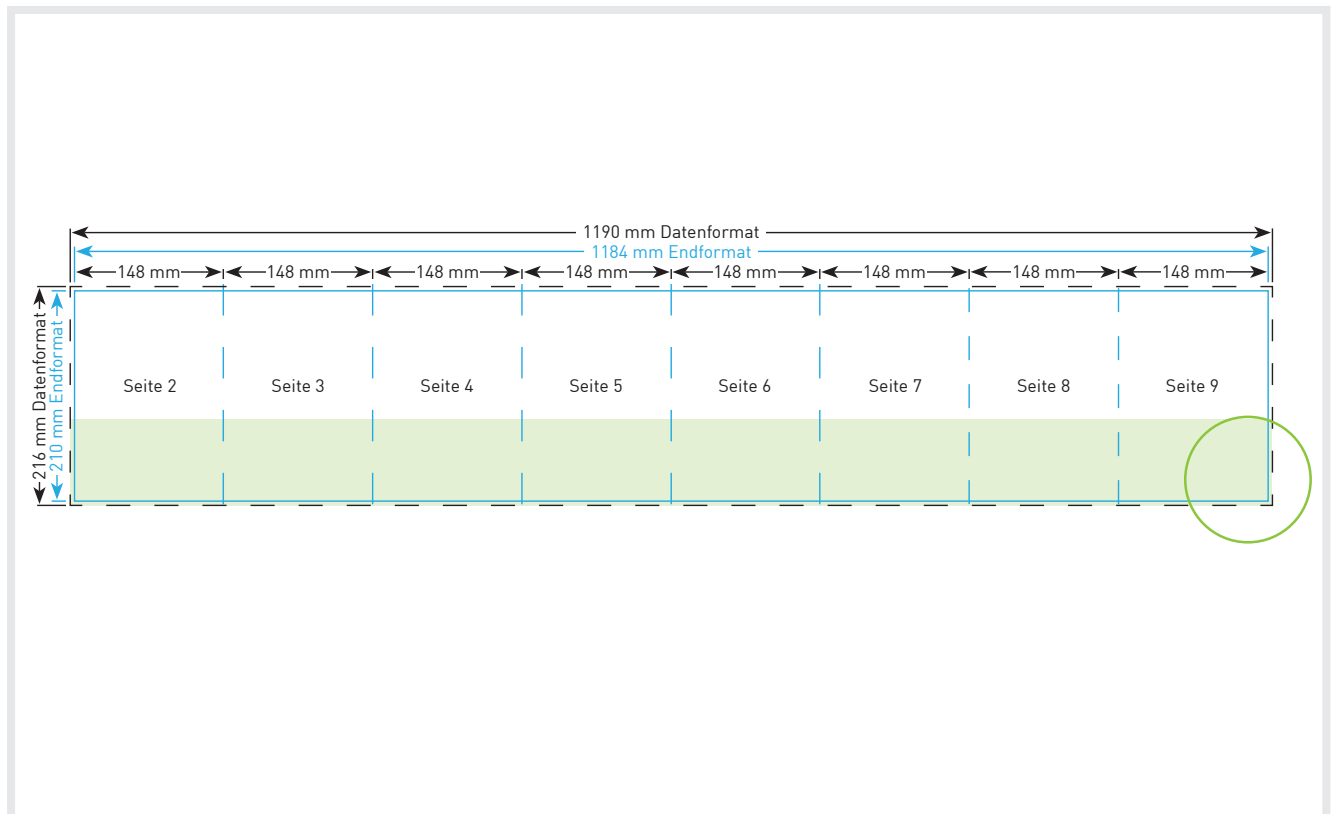 1190 mm Datenformat
1184 mm Endformat
148 mm 148 mm 148 mm 148 mm 148 mm 148 mm 148 mm 148 mm
216 mm Datenformat
210 mm Endformat
Seite 2 Seite 3 Seite 4 Seite 5 Seite 6 Seite 7 Seite 8 Seite 9